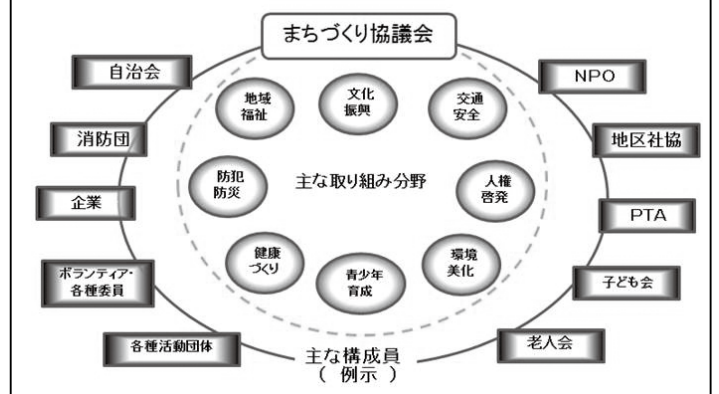 まちづくり協議会
自治会
消防団
企業
ボランティア・
各種委員
各種活動団体
NPO
地区社協
PTA
子ども会
老人会
地域
福祉
文化
振興
交通
安全
防犯
防災
主な取り組み分野
人権
啓発
健康
づくり
青少年
育成
環境
美化
主な構成員
( 例示 )